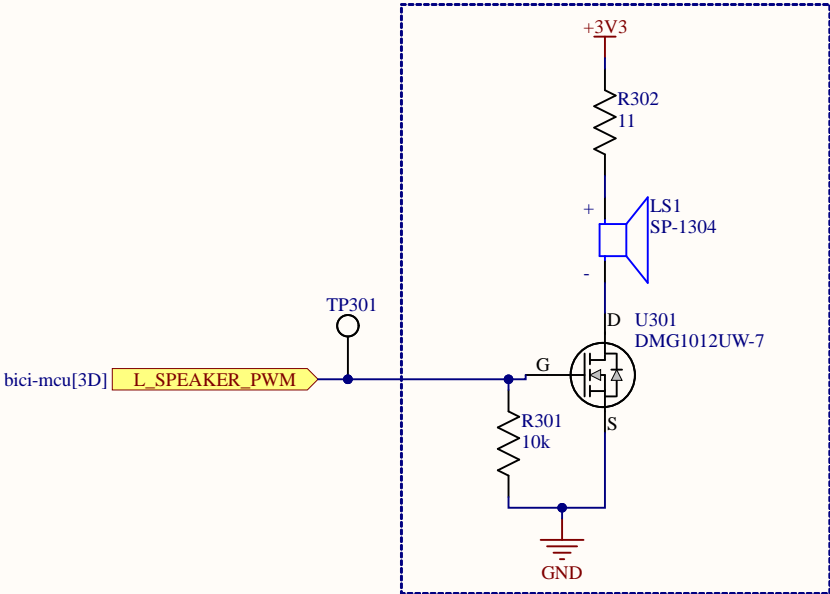 +3V3
R302
11
+
LS1
SP-1304
-
TP301
D
U301
DMG1012UW-7
G
bici-mcu[3D]
L_SPEAKER_PWM
S
R301
10k
GND